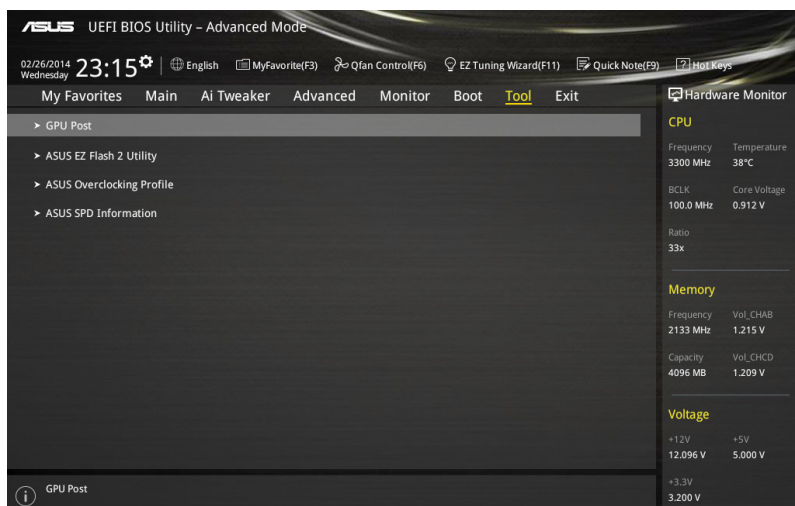 ASUS UEFI BIOS Utility – Advanced Mode
02/26/2014 Wednesday 23:15 English MyFavorite(F3) Qfan Control(F6) EZ Tuning Wizard(F11) Quick Note(F9) ? Hot Keys
My Favorites Main Ai Tweaker Advanced Monitor Boot Tool Exit
GPU Post
ASUS EZ Flash 2 Utility
ASUS Overclocking Profile
ASUS SPD Information
Hardware Monitor
CPU
Frequency Temperature
3300 MHz 38°C
BCLK Core Voltage
100.0 MHz 0.912 V
Ratio
33x
Memory
Frequency Vol_CHAB
2133 MHz 1.215 V
Capacity Vol_CHCD
4096 MB 1.209 V
Voltage
+12V +5V
12.096 V 5.000 V
+3.3V
3.200 V
i GPU Post